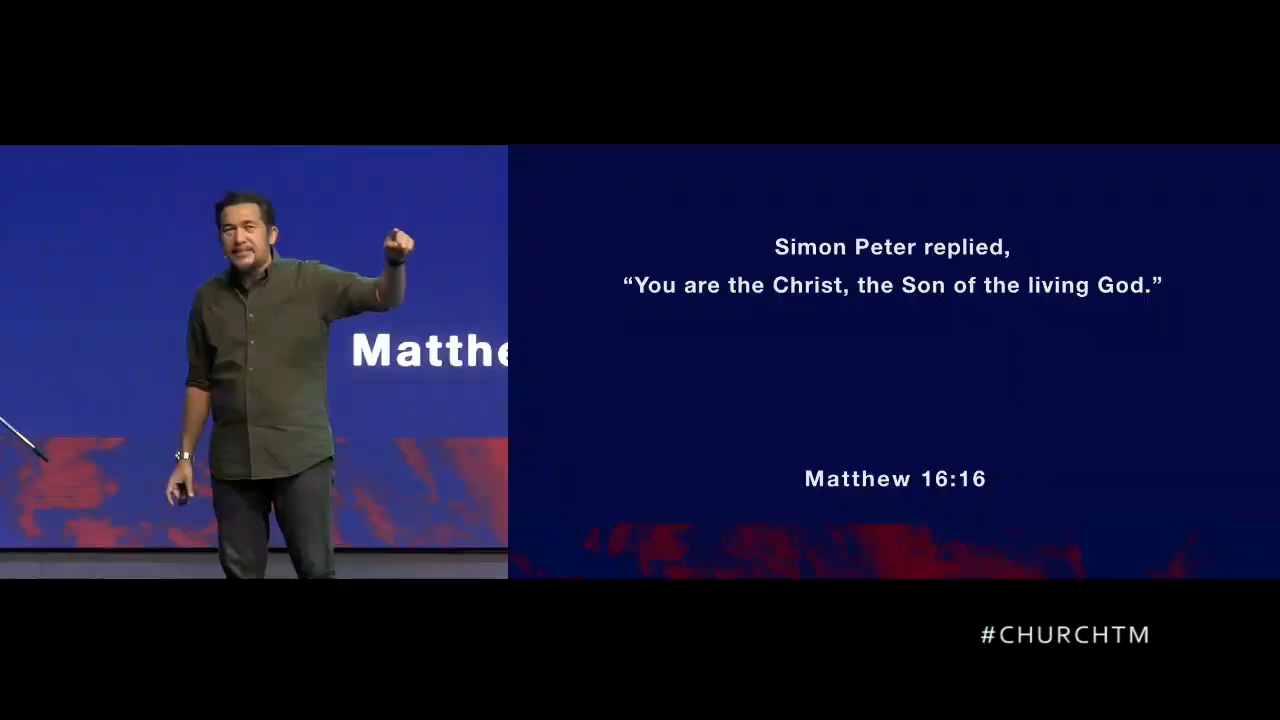 Matthe
Simon Peter replied,
“You are the Christ, the Son of the living God.”
Matthew 16:16
#CHURCHTM